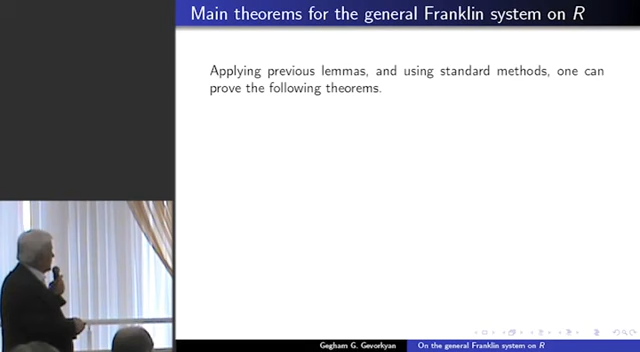 Main theorems for the general Franklin system on R
Applying previous lemmas, and using standard methods, one can
prove the following theorems.
Gegham G. Gevorkyan On the general Franklin system on R